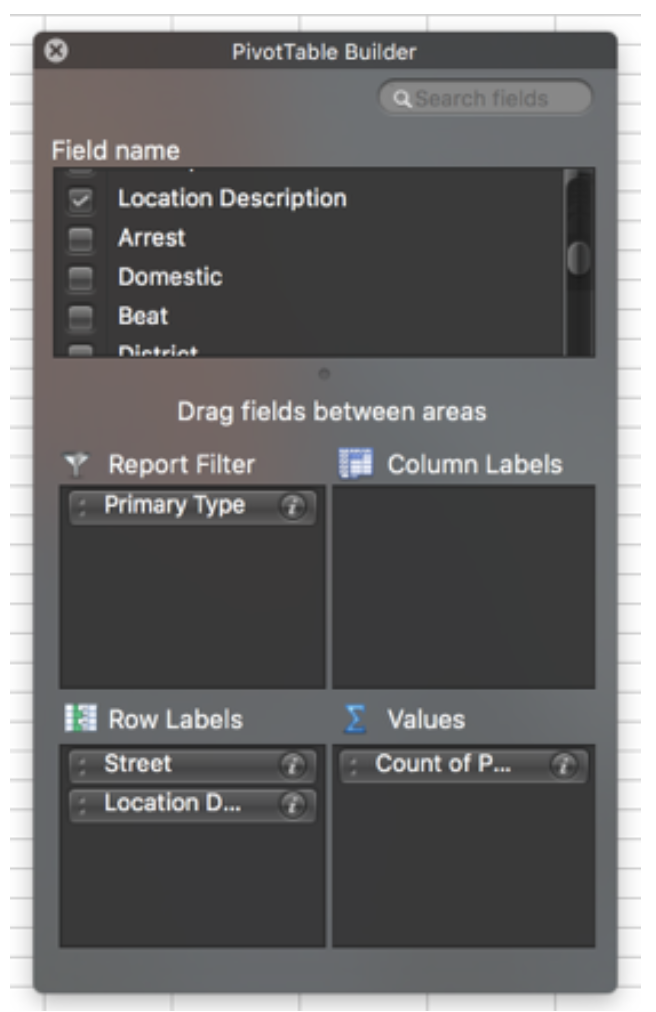 PivotTable Builder
Search fields
Field name
Location Description
Arrest
Domestic
Beat
District
Drag fields between areas
Report Filter
Column Labels
Primary Type
Row Labels
Values
Street
Count of P...
Location D...